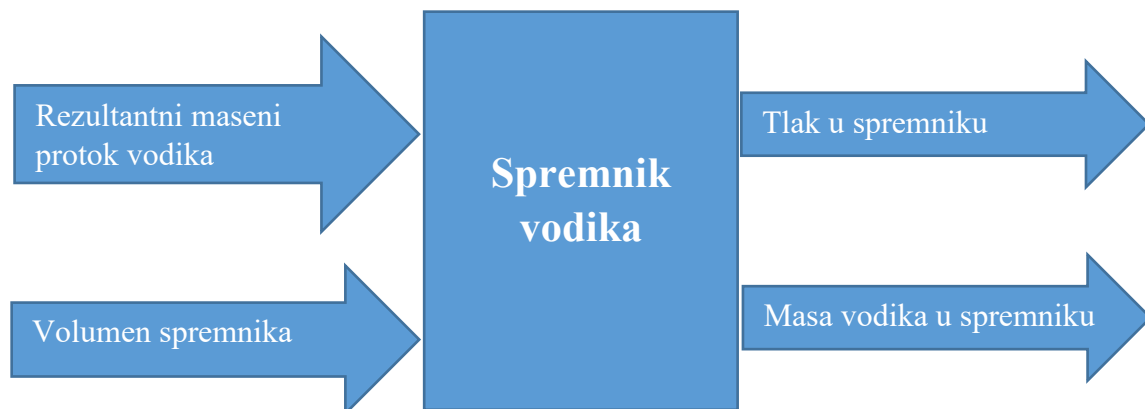 Rezultantni maseni
protok vodika
Volumen spremnika
Spremnik
vodika
Tlak u spremniku
Masa vodika u spremniku